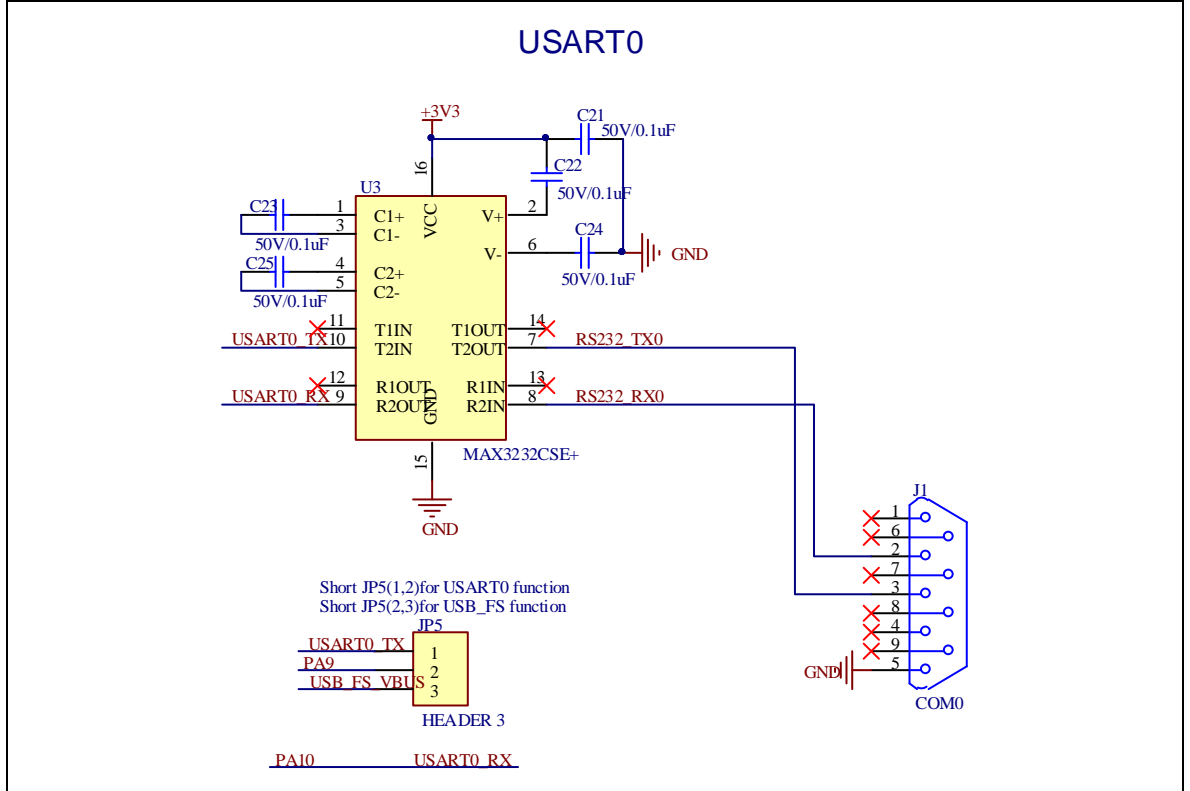 USART0
+3V3
C21
50V/0.1uF
C22
50V/0.1uF
16
U3
VCC
C23
1
C1+
3
C1-
50V/0.1uF
C25
4
C2+
5
C2-
50V/0.1uF
V+
2
V-
6
C24
50V/0.1uF
GND
11
T1IN
USART0_TX
10
T2IN
T1OUT
14
T2OUT
7
RS232_TX0
12
R1OUT
USART0_RX
9
R2OUT
GND
R1IN
13
R2IN
8
RS232_RX0
15
MAX3232CSE+
GND
J1
1
6
2
7
3
8
4
9
5
GND
COM0
Short JP5(1,2)for USART0 function
Short JP5(2,3)for USB_FS function
JP5
USART0_TX
1
PA9
2
USB_FS_VBUS
3
HEADER 3
PA10
USART0_RX